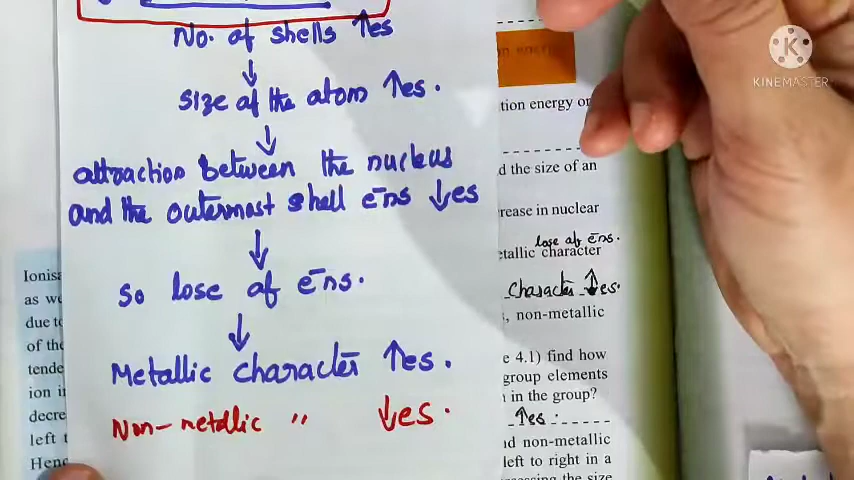 No. of shells ↑es
↓
size of the atom ↑es.
↓
attraction between the nucleus
and the outermost shell e̅ns ↓es
↓
so lose of e̅ns.
↓
Metallic character ↑es.
Non-metallic " ↓es.
KINEMASTER
tion energy or
d the size of an
rease in nuclear
lose of e̅ns.
etallic character
character ↑es.
, non-metallic
e 4.1) find how
group elements
in the group?
↑es.
nd non-metallic
left to right in a
the size
Ionisa
as we
due to
of the
tende
ion i
decre
left t
Henc